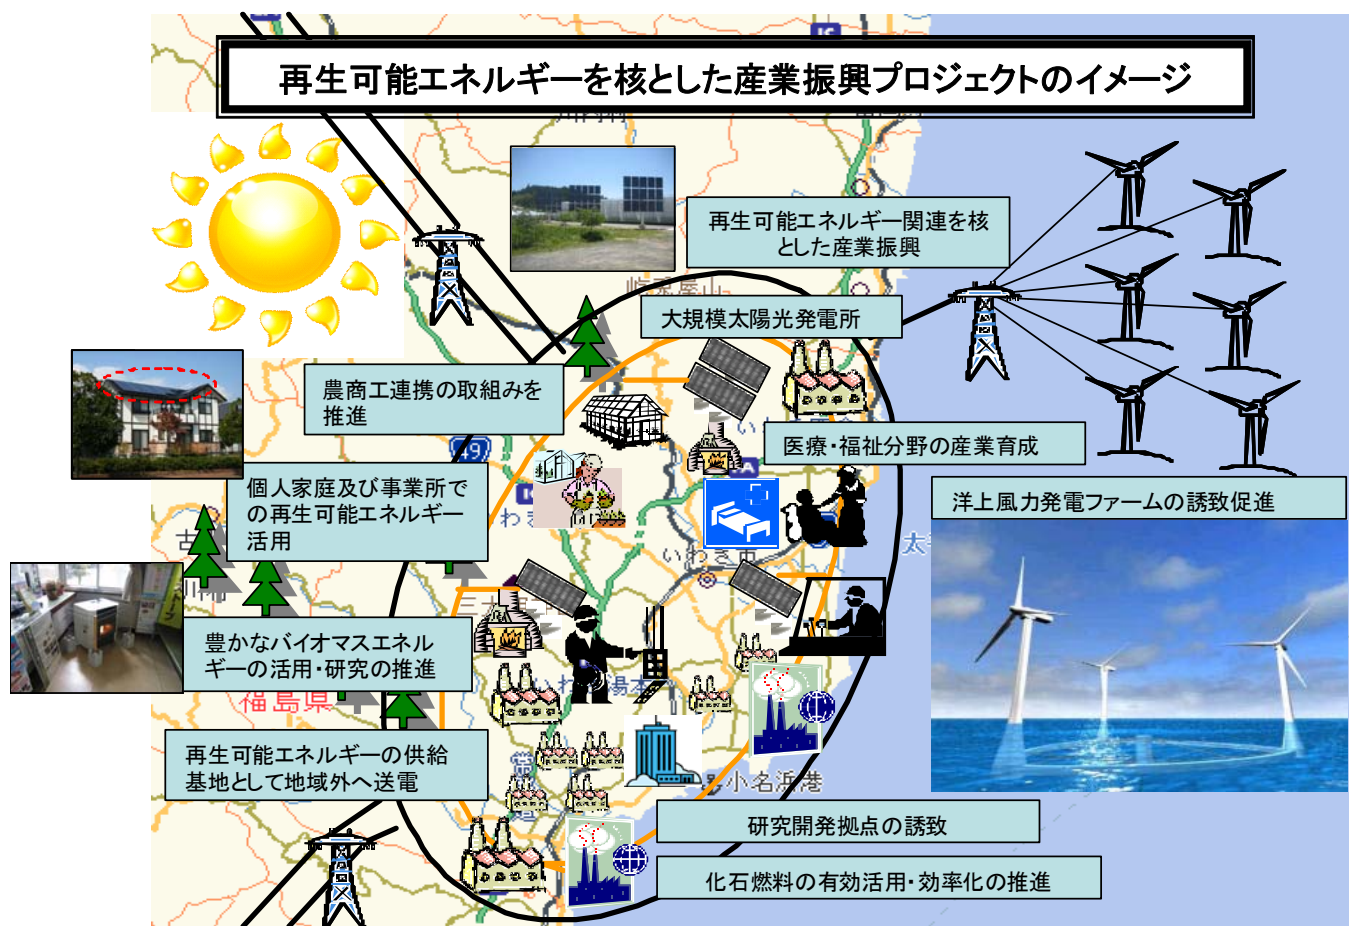 再生可能エネルギーを核とした産業振興プロジェクトのイメージ
再生可能エネルギー関連を核
とした産業振興
大規模太陽光発電所
農商工連携の取組みを
推進
49
医療・福祉分野の産業育成
個人家庭及び事業所で
の再生可能エネルギー
活用
洋上風力発電ファームの誘致促進
いわき市
豊かなバイオマスエネル
ギーの活用・研究の推進
福島県
再生可能エネルギーの供給
基地として地域外へ送電
小名浜港
研究開発拠点の誘致
化石燃料の有効活用・効率化の推進